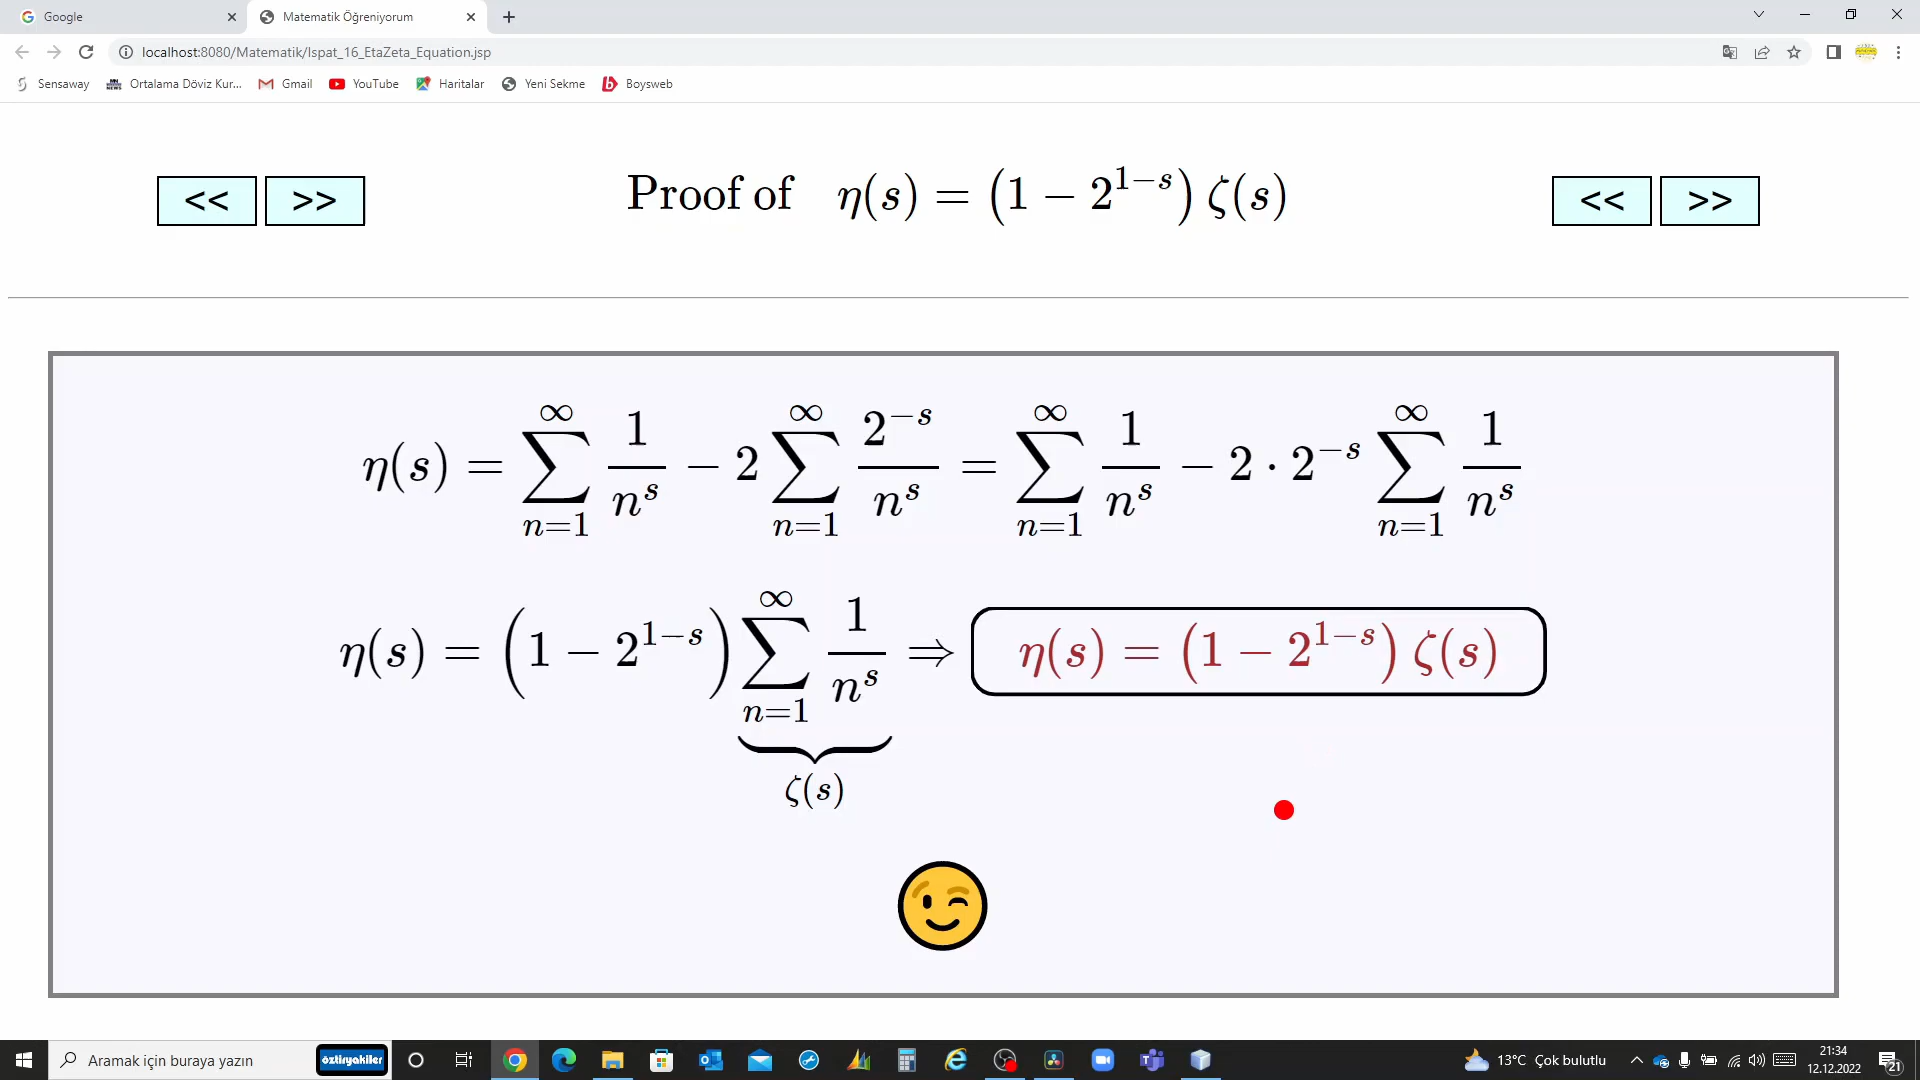 Google
Matematik Öğreniyorum
localhost:8080/Matematik/Ispat_16_EtaZeta_Equation.jsp
Sensaway
Ortalama Döviz Kur...
Gmail
YouTube
Haritalar
Yeni Sekme
Boysweb
<< >>
Proof of η(s) = (1 − 2^{1−s}) ζ(s)
<< >>
η(s) = ∑_{n=1}^{∞} 1/n^s − 2 ∑_{n=1}^{∞} 2^{−s}/n^s = ∑_{n=1}^{∞} 1/n^s − 2 · 2^{−s} ∑_{n=1}^{∞} 1/n^s
η(s) = (1 − 2^{1−s}) ∑_{n=1}^{∞} 1/n^s ⇒ η(s) = (1 − 2^{1−s}) ζ(s)
ζ(s)
Aramak için buraya yazın
öztiryakiler
13°C Çok bulutlu
21:34
12.12.2022
21